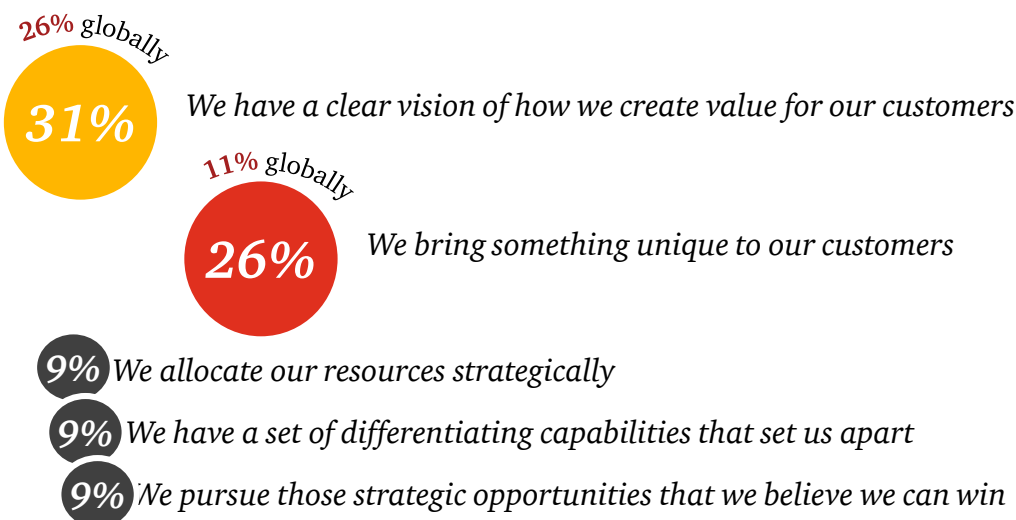 26% globally
31%
We have a clear vision of how we create value for our customers
11% globally
26%
We bring something unique to our customers
9% We allocate our resources strategically
9% We have a set of differentiating capabilities that set us apart
9% We pursue those strategic opportunities that we believe we can win